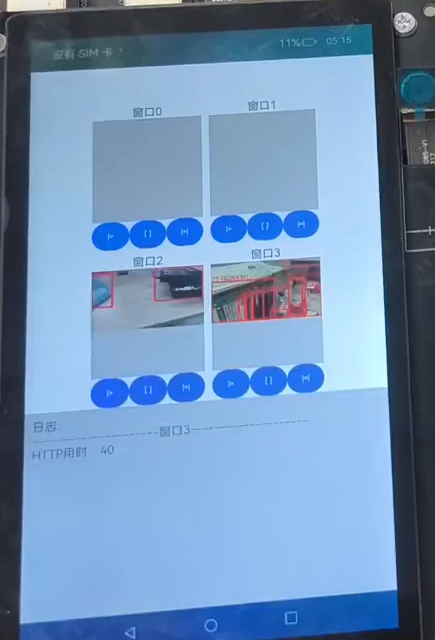 没有 SIM 卡
11% 05:15
窗口0 窗口1
|> [ ] |>| |> [ ] |>|
窗口2 窗口3
|> [ ] |>| |> [ ] |>|
日志:
--------------------窗口3--------------------
HTTP用时 40